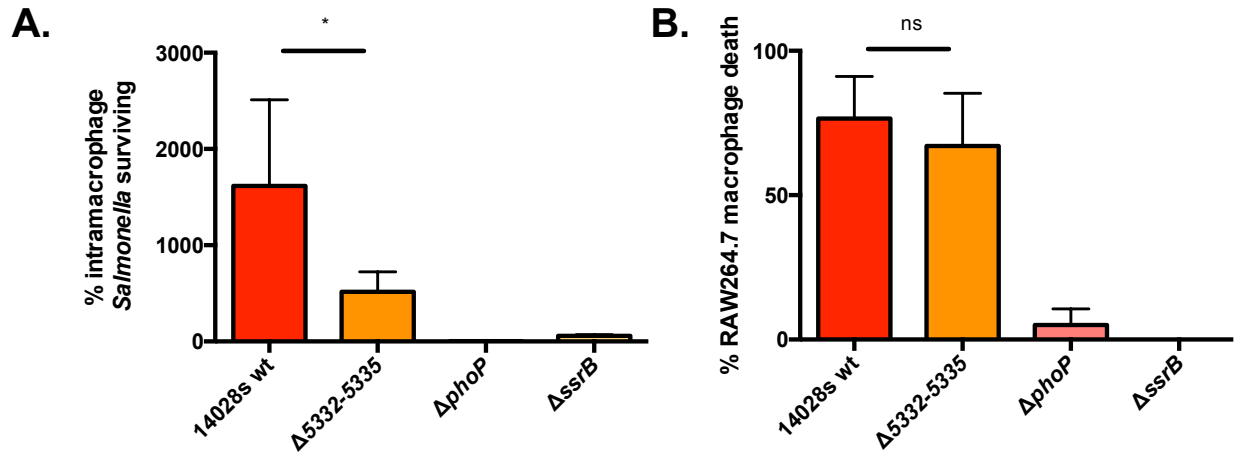 A.
*
% intramacrophage
Salmonella surviving
3000
2000
1000
0
14028s wt
Δ5332-5335
ΔphoP
ΔssrB
B.
ns
% RAW264.7 macrophage death
100
50
0
14028s wt
Δ5332-5335
ΔphoP
ΔssrB